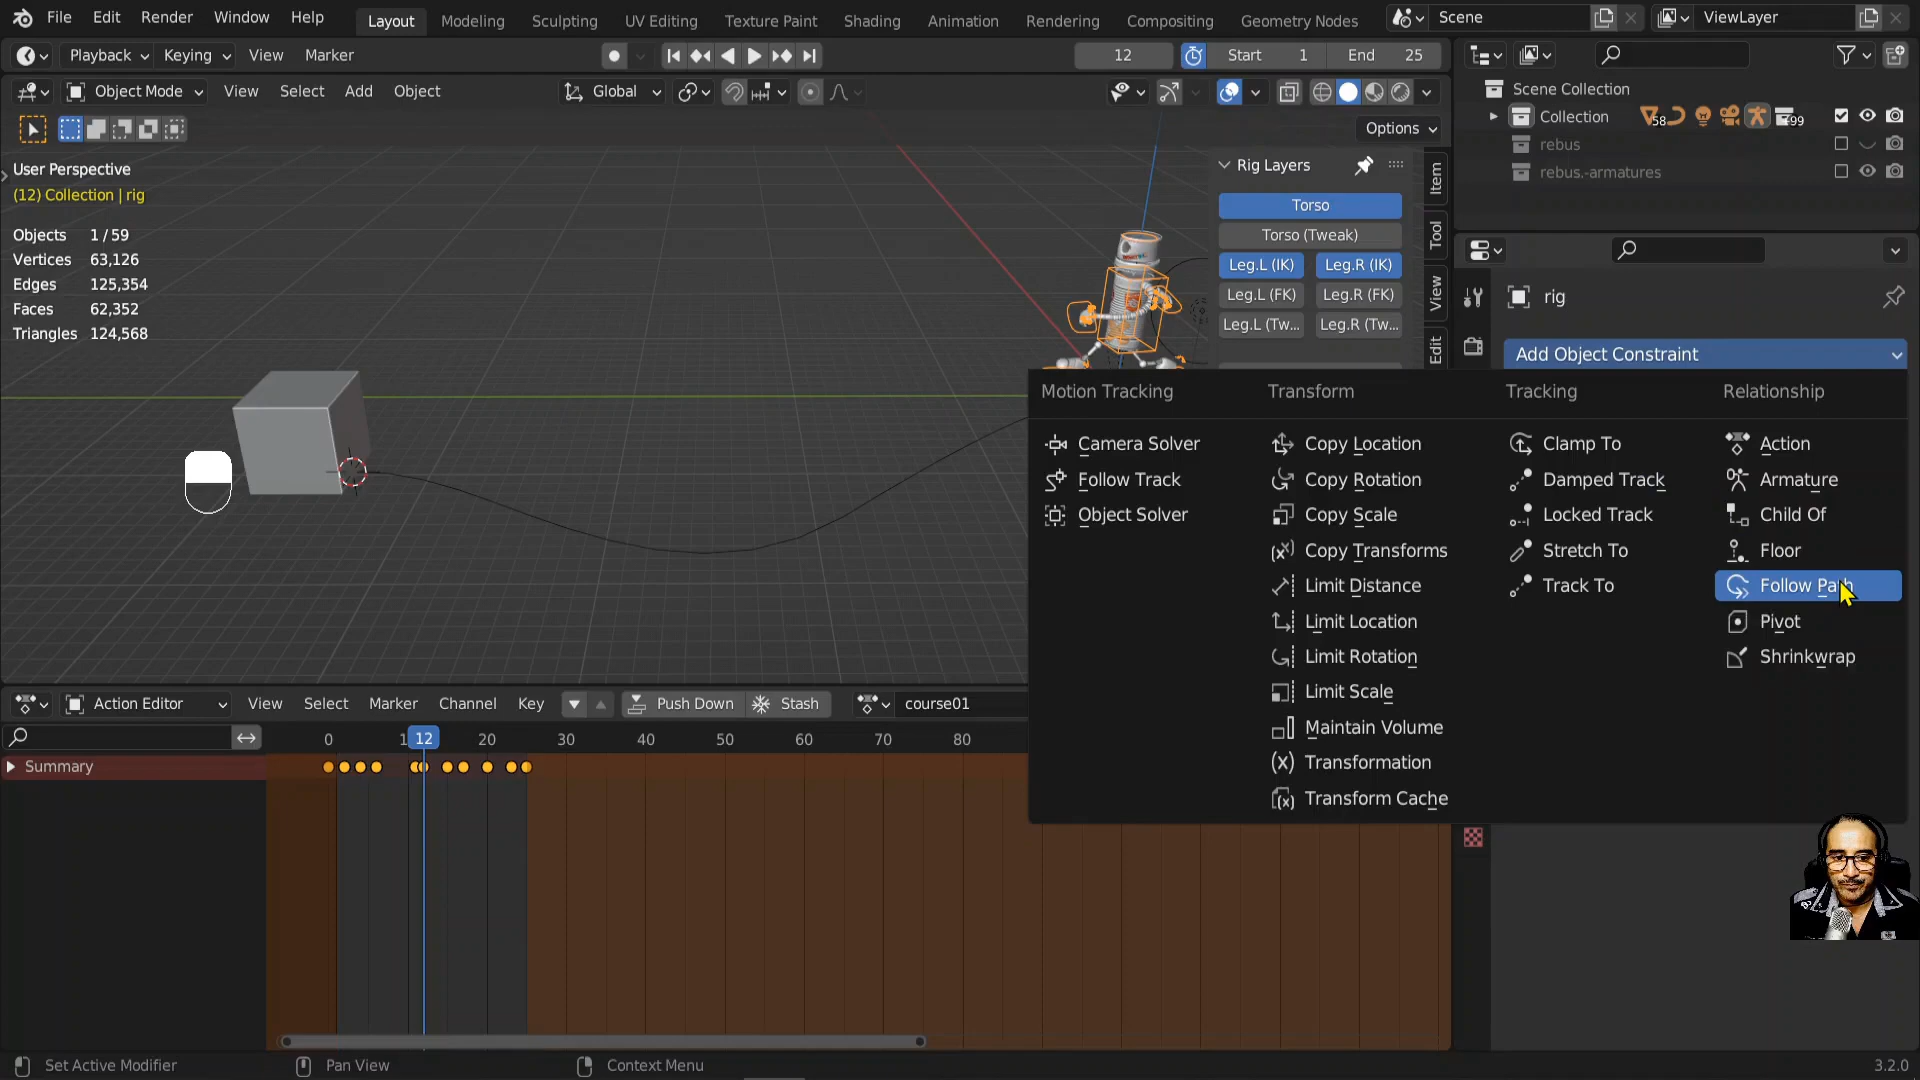 File Edit Render Window Help Layout Modeling Sculpting UV Editing Texture Paint Shading Animation Rendering Compositing Geometry Nodes Scene ViewLayer
Playback Keying View Marker 12 Start 1 End 25
Object Mode View Select Add Object Global
Options
User Perspective
(12) Collection | rig
Objects 1 / 59
Vertices 63,126
Edges 125,354
Faces 62,352
Triangles 124,568
Rig Layers
Torso
Torso (Tweak)
Leg.L (IK) Leg.R (IK)
Leg.L (FK) Leg.R (FK)
Leg.L (Tw... Leg.R (Tw...
Item
Tool
View
Edit
Scene Collection
Collection 58 99
rebus
rebus.-armatures
rig
Add Object Constraint
Motion Tracking Transform Tracking Relationship
Camera Solver Copy Location Clamp To Action
Follow Track Copy Rotation Damped Track Armature
Object Solver Copy Scale Locked Track Child Of
Copy Transforms Stretch To Floor
Limit Distance Track To Follow Path
Limit Location Pivot
Limit Rotation Shrinkwrap
Limit Scale
Maintain Volume
Transformation
Transform Cache
Action Editor View Select Marker Channel Key Push Down Stash course01
0 1 12 20 30 40 50 60 70 80
Summary
Set Active Modifier Pan View Context Menu 3.2.0